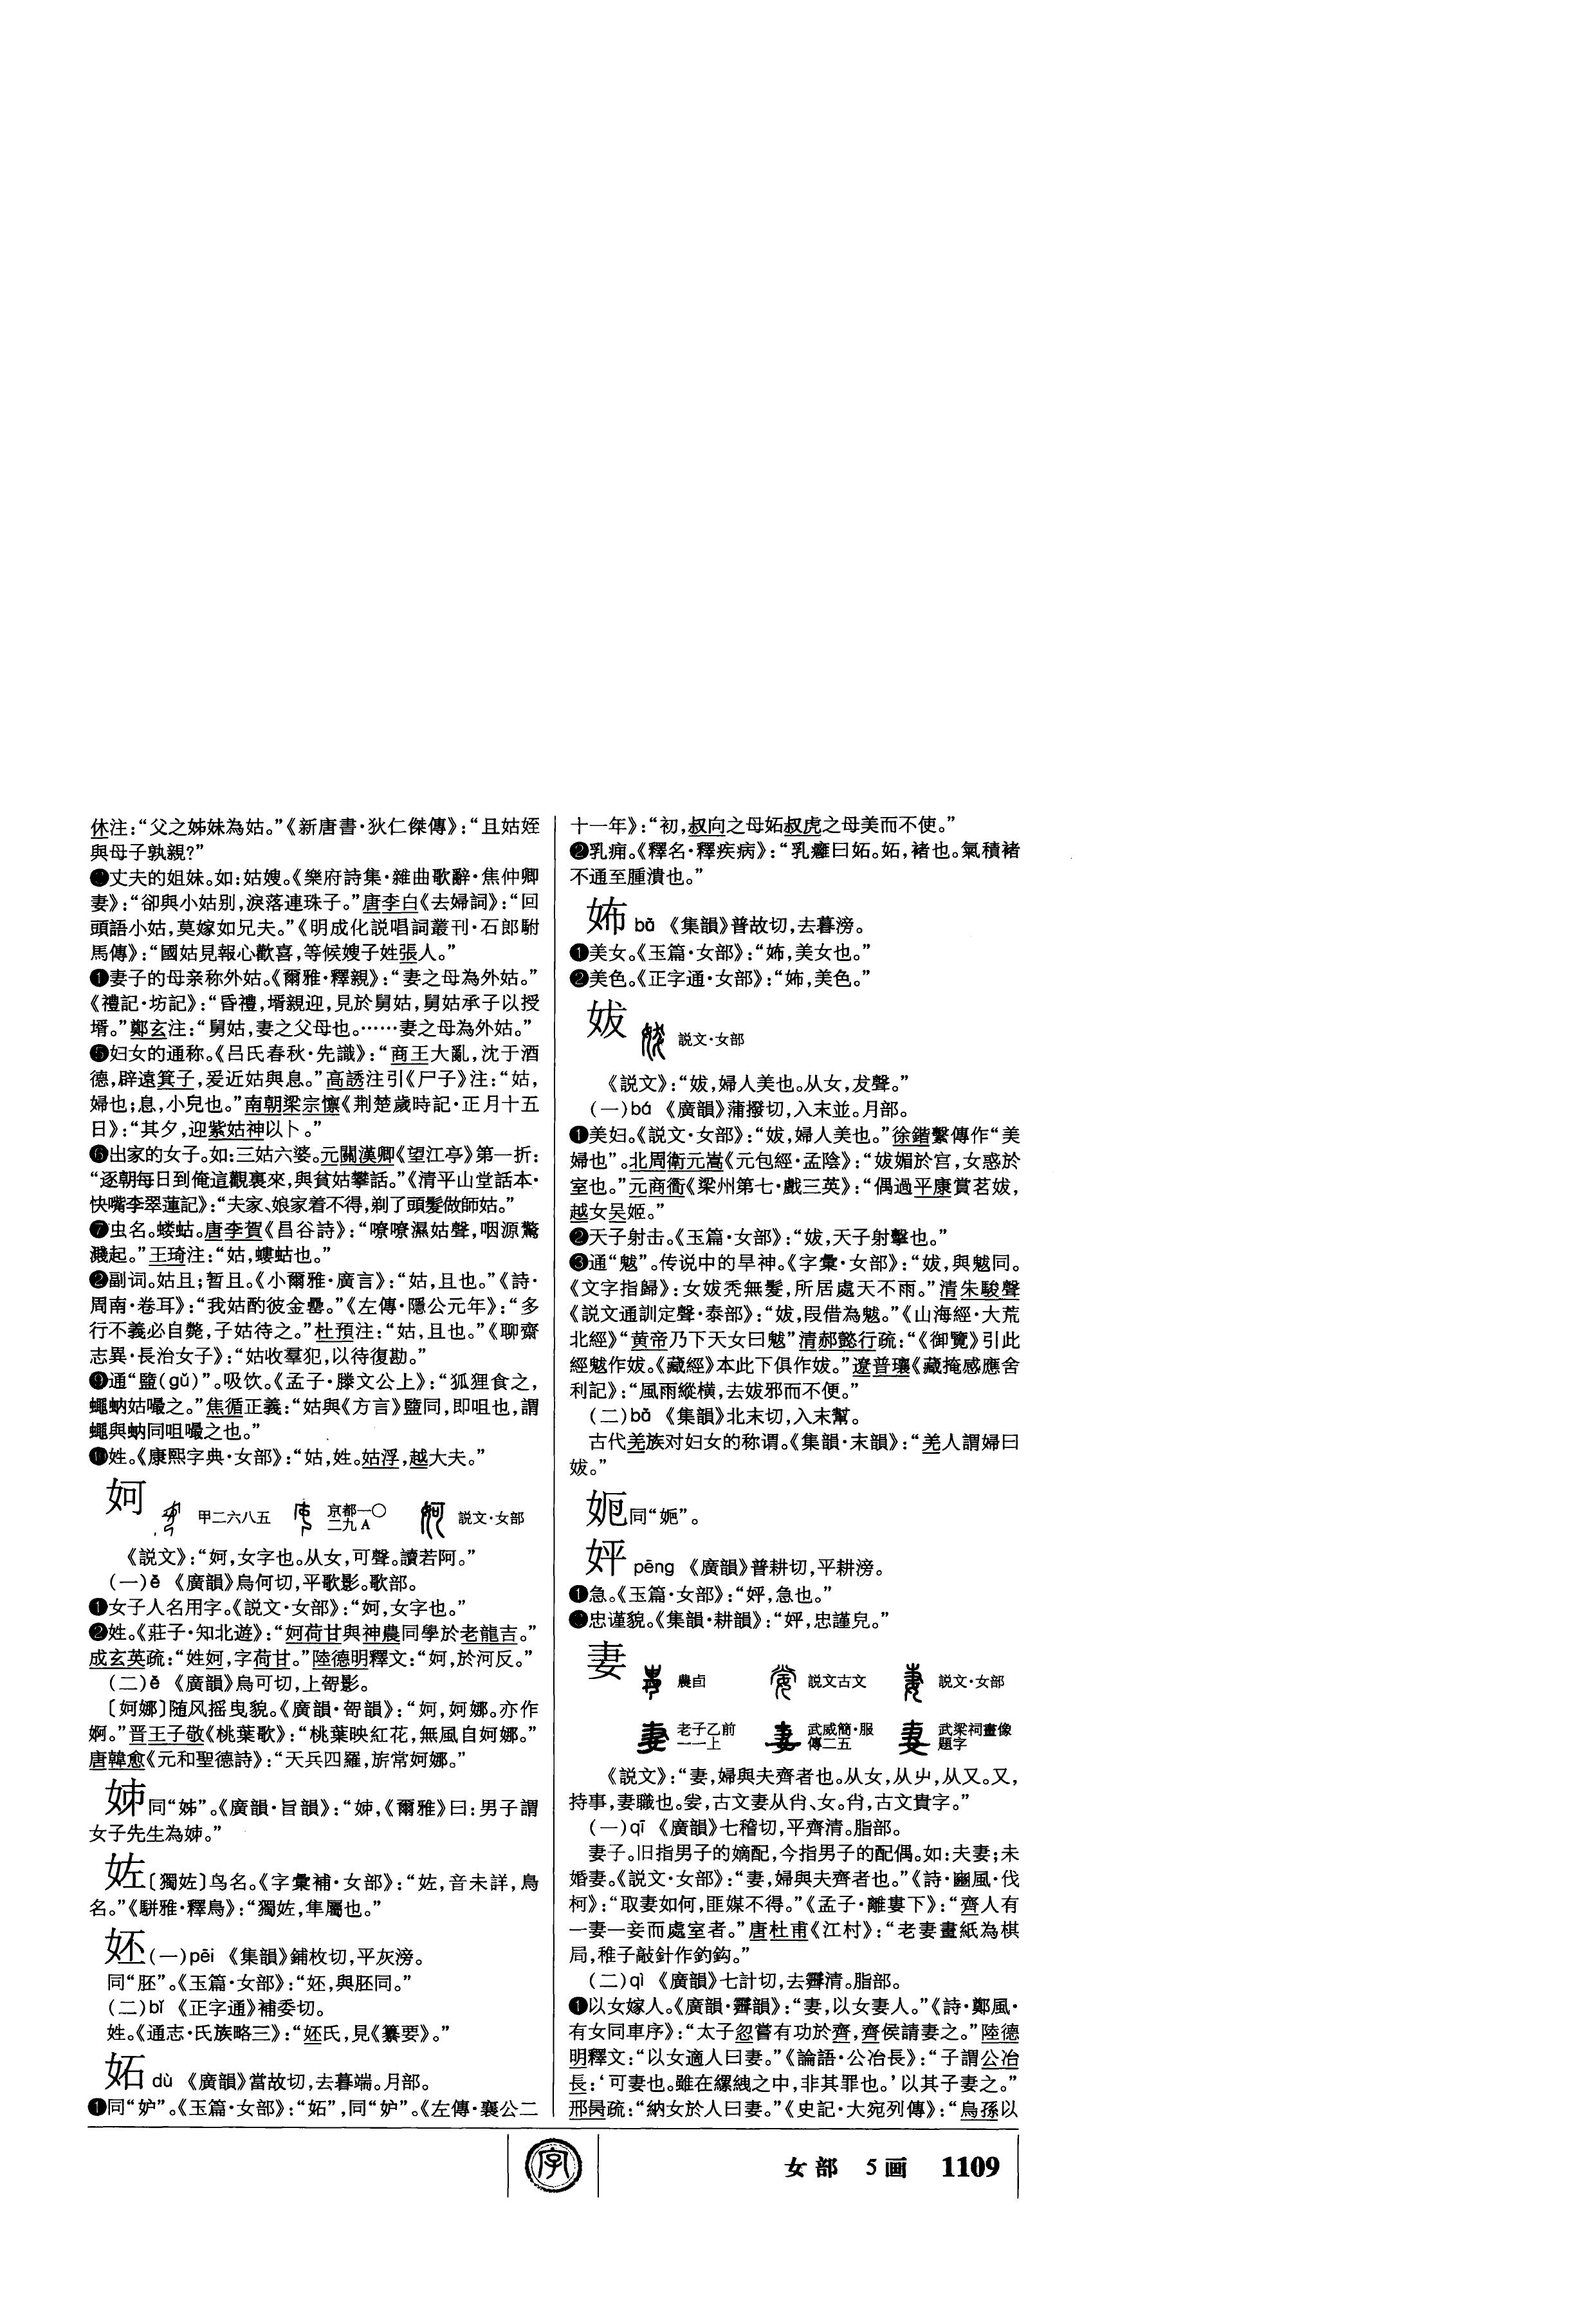 休注：“父之姊妹為姑。”《新唐書·狄仁傑傳》：“且姑姪
與母子孰親？”
丈夫的姐妹。如：姑嫂。《樂府詩集·雜曲歌辭·焦仲卿
妻》：“卻與小姑别，淚落連珠子。”唐李白《去婦詞》：“回
頭語小姑，莫嫁如兄夫。”《明成化説唱詞叢刊·石郎駙
馬傳》：“國姑見報心歡喜，等候嫂子姓張人。”
❶妻子的母亲称外姑。《爾雅·釋親》：“妻之母為外姑。”
《禮記·坊記》：“昏禮，壻親迎，見於舅姑，舅姑承子以授
壻。”鄭玄注：“舅姑，妻之父母也。……妻之母為外姑。”
❺妇女的通称。《吕氏春秋·先識》：“商王大亂，沈于酒
德，辟遠箕子，爰近姑與息。”高誘注引《尸子》注：“姑，
婦也；息，小兒也。”南朝梁宗懔《荆楚歲時記·正月十五
日》：“其夕，迎紫姑神以卜。”
❻出家的女子。如：三姑六婆。元關漢卿《望江亭》第一折：
“逐朝每日到俺這觀裏來，與貧姑攀話。”《清平山堂話本·
快嘴李翠蓮記》：“夫家、娘家着不得，剃了頭髮做師姑。”
❼虫名。蝼蛄。唐李賀《昌谷詩》：“嘹嘹濕姑聲，咽源驚
濺起。”王琦注：“姑，螻蛄也。”
❷副词。姑且；暂且。《小爾雅·廣言》：“姑，且也。”《詩·
周南·卷耳》：“我姑酌彼金罍。”《左傳·隱公元年》：“多
行不義必自斃，子姑待之。”杜預注：“姑，且也。”《聊齋
志異·長治女子》：“姑收羣犯，以待復勘。”
❾通“盬(gǔ)”。吸饮。《孟子·滕文公上》：“狐狸食之，
蠅蚋姑嘬之。”焦循正義：“姑與《方言》盬同，即咀也，謂
蠅與蚋同咀嘬之也。”
姓。《康熙字典·女部》：“姑，姓。姑浮，越大夫。”
妸 甲二六八五 京都一〇二九A 説文·女部
《説文》：“妸，女字也。从女，可聲。讀若阿。”
(一)ē 《廣韻》烏何切，平歌影。歌部。
❶女子人名用字。《説文·女部》：“妸，女字也。”
❷姓。《莊子·知北遊》：“妸荷甘與神農同學於老龍吉。”
成玄英疏：“姓妸，字荷甘。”陸德明釋文：“妸，於河反。”
(二)ě 《廣韻》烏可切，上哿影。
〔妸娜〕随风摇曳貌。《廣韻·哿韻》：“妸，妸娜。亦作
婀。”晋王子敬《桃葉歌》：“桃葉映紅花，無風自妸娜。”
唐韓愈《元和聖德詩》：“天兵四羅，旂常妸娜。”
㛂同“姊”。《廣韻·旨韻》：“㛂，《爾雅》曰：男子謂
女子先生為㛂。”
㛗〔獨㛗〕鸟名。《字彙補·女部》：“㛗，音未詳，鳥
名。”《駢雅·釋鳥》：“獨㛗，隼屬也。”
㚰(一)pēi 《集韻》鋪枚切，平灰滂。
同“胚”。《玉篇·女部》：“㚰，與胚同。”
(二)bǐ 《正字通》補委切。
姓。《通志·氏族略三》：“㚰氏，見《纂要》。”
妬 dù 《廣韻》當故切，去暮端。月部。
❶同“妒”。《玉篇·女部》：“妬”，同“妒”。《左傳·襄公二
十一年》：“初，叔向之母妬叔虎之母美而不使。”
❷乳痈。《釋名·釋疾病》：“乳癰曰妬。妬，褚也。氣積褚
不通至腫潰也。”
㚴 bā 《集韻》普故切，去暮滂。
❶美女。《玉篇·女部》：“㚴，美女也。”
❷美色。《正字通·女部》：“㚴，美色。”
妭 説文·女部
《説文》：“妭，婦人美也。从女，犮聲。”
(一)bá 《廣韻》蒲撥切，入末並。月部。
❶美妇。《説文·女部》：“妭，婦人美也。”徐鍇繫傳作“美
婦也”。北周衛元嵩《元包經·孟陰》：“妭媚於宫，女惑於
室也。”元商衟《梁州第七·戲三英》：“偶過平康賞茗妭，
越女吴姬。”
❷天子射击。《玉篇·女部》：“妭，天子射擊也。”
❸通“魃”。传说中的旱神。《字彙·女部》：“妭，與魃同。
《文字指歸》：女妭秃無髮，所居處天不雨。”清朱駿聲
《説文通訓定聲·泰部》：“妭，叚借為魃。”《山海經·大荒
北經》“黄帝乃下天女曰魃”清郝懿行疏：“《御覽》引此
經魃作妭。《藏經》本此下俱作妭。”遼普瓌《藏掩感應舍
利記》：“風雨縱横，去妭邪而不便。”
(二)bā 《集韻》北末切，入末幫。
古代羌族对妇女的称谓。《集韻·末韻》：“羌人謂婦曰
妭。”
妮同“婗”。
姘 pēng 《廣韻》普耕切，平耕滂。
❶急。《玉篇·女部》：“㛁，急也。”
忠谨貌。《集韻·耕韻》：“㛁，忠謹皃。”
妻 農卣 説文古文 説文·女部
老子乙前一一上 武威簡·服傳二五 武梁祠畫像題字
《説文》：“妻，婦與夫齊者也。从女，从屮，从又。又，
持事，妻職也。㛍，古文妻从㕯、女。㕯，古文貴字。”
(一)qī 《廣韻》七稽切，平齊清。脂部。
妻子。旧指男子的嫡配，今指男子的配偶。如：夫妻；未
婚妻。《説文·女部》：“妻，婦與夫齊者也。”《詩·豳風·伐
柯》：“取妻如何，匪媒不得。”《孟子·離婁下》：“齊人有
一妻一妾而處室者。”唐杜甫《江村》：“老妻畫紙為棋
局，稚子敲針作釣鈎。”
(二)qì 《廣韻》七計切，去霽清。脂部。
❶以女嫁人。《廣韻·霽韻》：“妻，以女妻人。”《詩·鄭風·
有女同車序》：“太子忽嘗有功於齊，齊侯請妻之。”陸德
明釋文：“以女適人曰妻。”《論語·公冶長》：“子謂公冶
長：‘可妻也。雖在縲絏之中，非其罪也。’以其子妻之。”
邢昺疏：“納女於人曰妻。”《史記·大宛列傳》：“烏孫以
字
女部 5画 1109